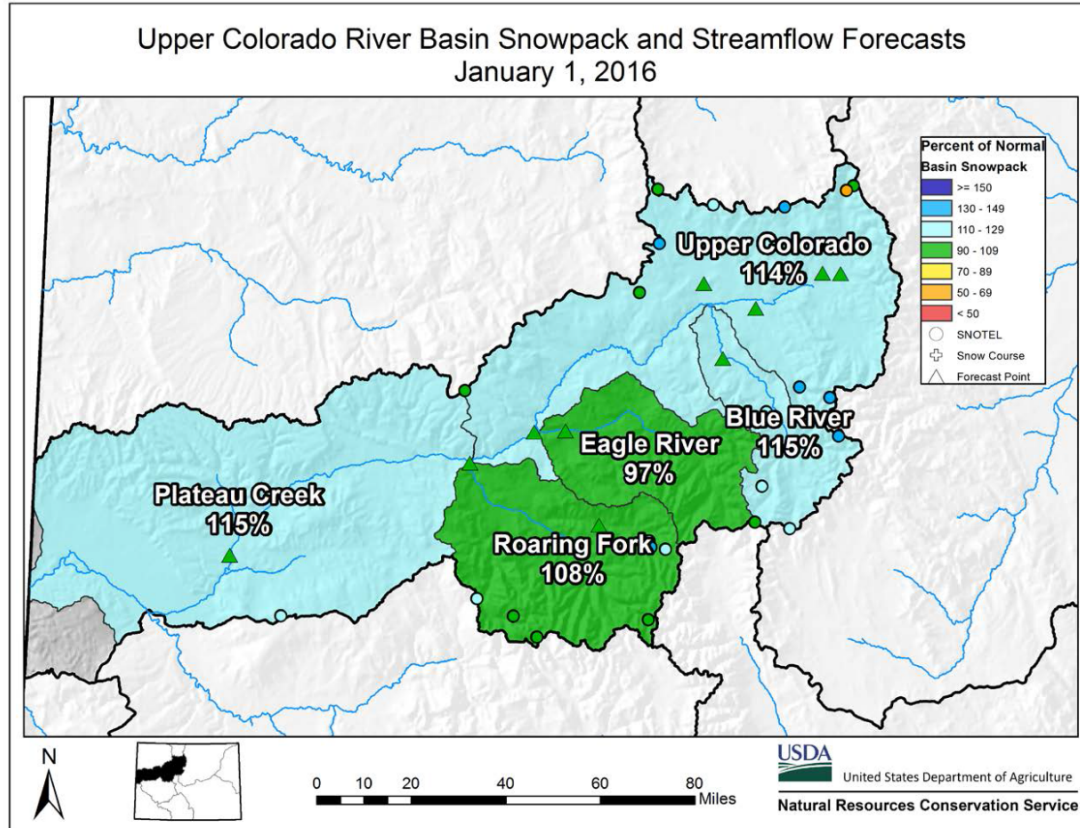 Upper Colorado River Basin Snowpack and Streamflow Forecasts
January 1, 2016
Percent of Normal
Basin Snowpack
>= 150
130 - 149
110 - 129
90 - 109
70 - 89
50 - 69
< 50
SNOTEL
Snow Course
Forecast Point
Upper Colorado
114%
Blue River
115%
Eagle River
97%
Plateau Creek
115%
Roaring Fork
108%
N
0 10 20 40 60 80
Miles
USDA
United States Department of Agriculture
Natural Resources Conservation Service